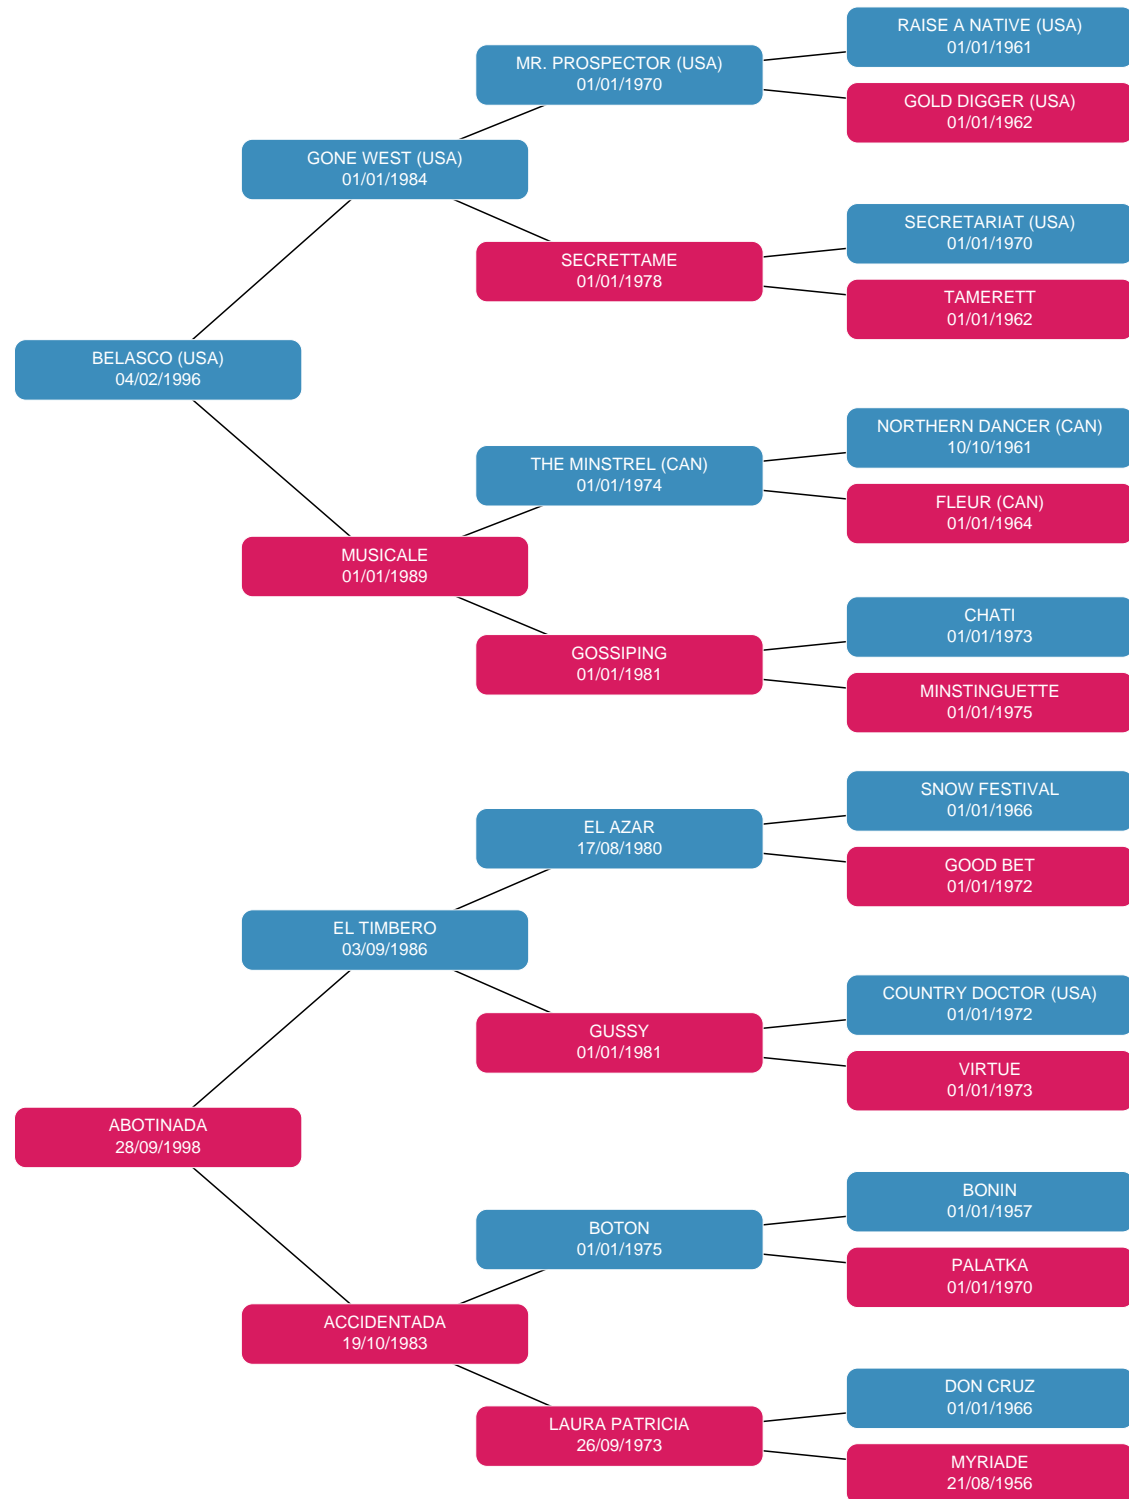 RAISE A NATIVE (USA)
01/01/1961
MR. PROSPECTOR (USA)
01/01/1970
GOLD DIGGER (USA)
01/01/1962
GONE WEST (USA)
01/01/1984
SECRETARIAT (USA)
01/01/1970
SECRETTAME
01/01/1978
TAMERETT
01/01/1962
BELASCO (USA)
04/02/1996
NORTHERN DANCER (CAN)
10/10/1961
THE MINSTREL (CAN)
01/01/1974
FLEUR (CAN)
01/01/1964
MUSICALE
01/01/1989
CHATI
01/01/1973
GOSSIPING
01/01/1981
MINSTINGUETTE
01/01/1975
SNOW FESTIVAL
01/01/1966
EL AZAR
17/08/1980
GOOD BET
01/01/1972
EL TIMBERO
03/09/1986
COUNTRY DOCTOR (USA)
01/01/1972
GUSSY
01/01/1981
VIRTUE
01/01/1973
ABOTINADA
28/09/1998
BONIN
01/01/1957
BOTON
01/01/1975
PALATKA
01/01/1970
ACCIDENTADA
19/10/1983
DON CRUZ
01/01/1966
LAURA PATRICIA
26/09/1973
MYRIADE
21/08/1956